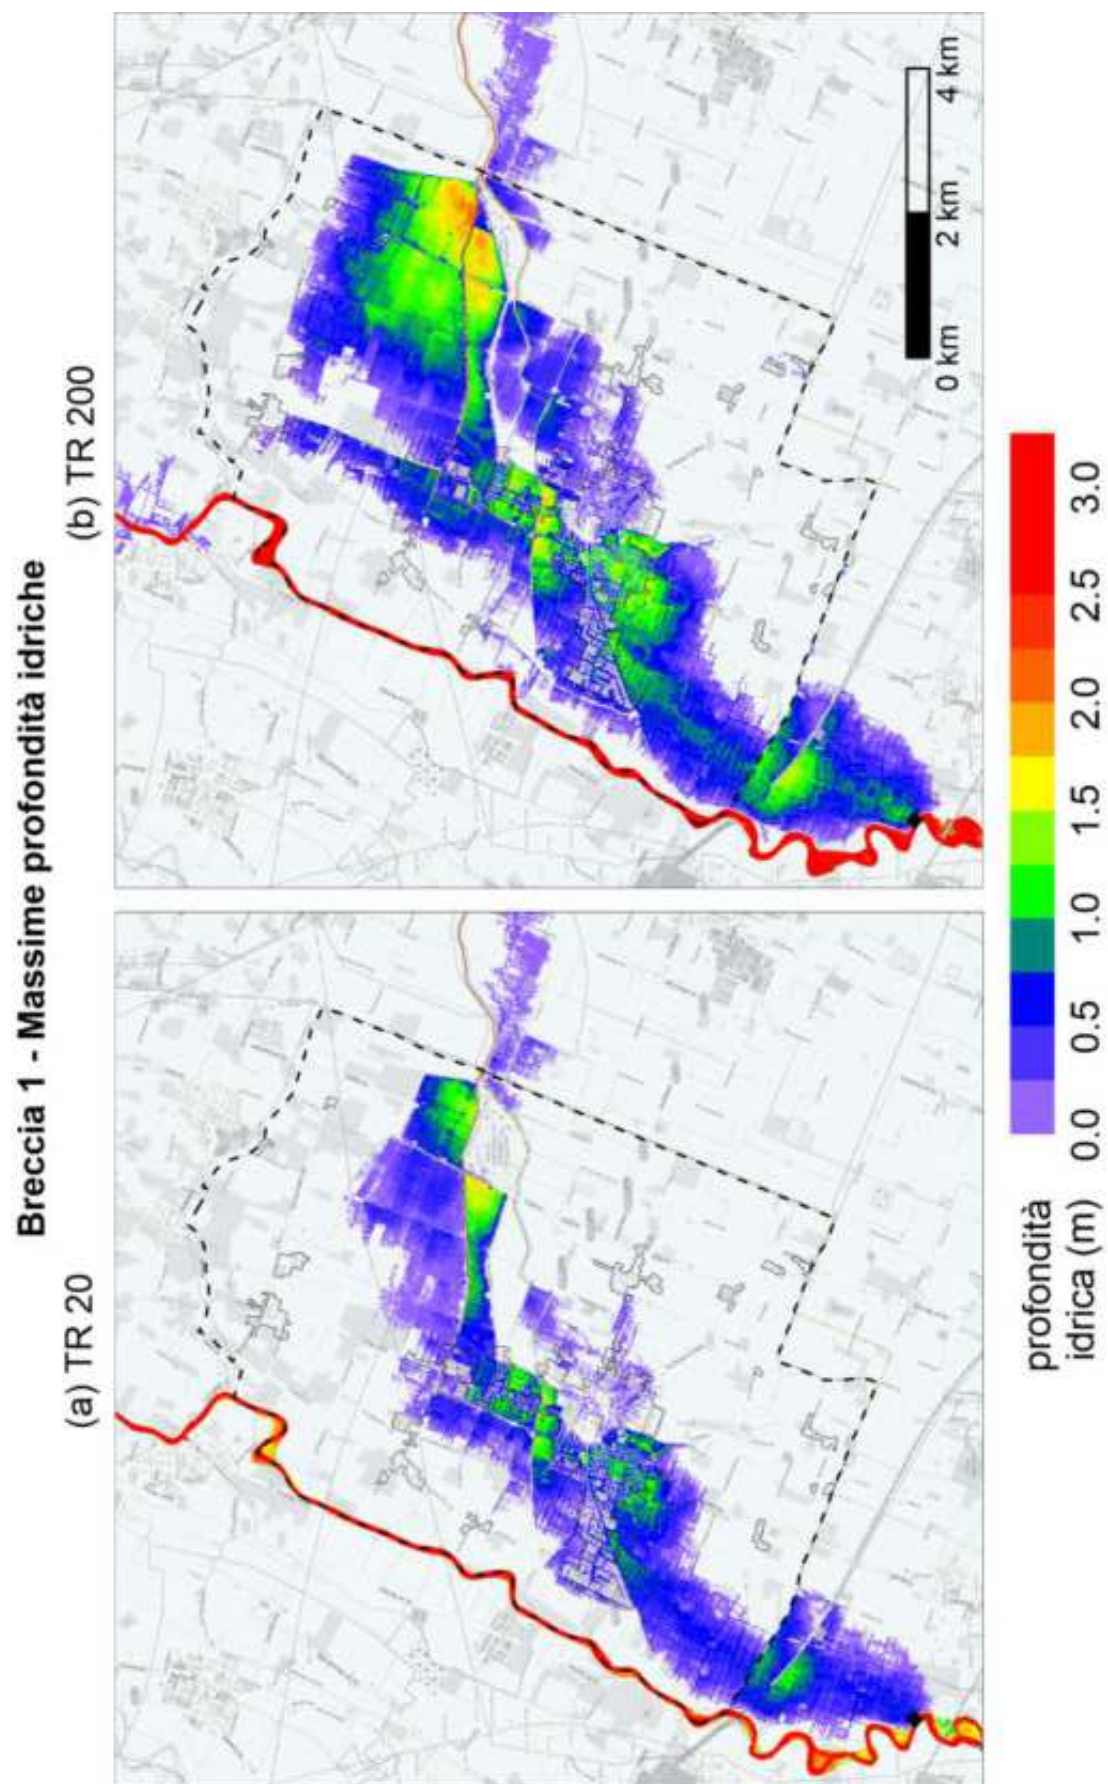 Breccia 1 - Massime profondità idriche
(a) TR 20
(b) TR 200
0 km
2 km
4 km
profondità
idrica (m)
0.0
0.5
1.0
1.5
2.0
2.5
3.0